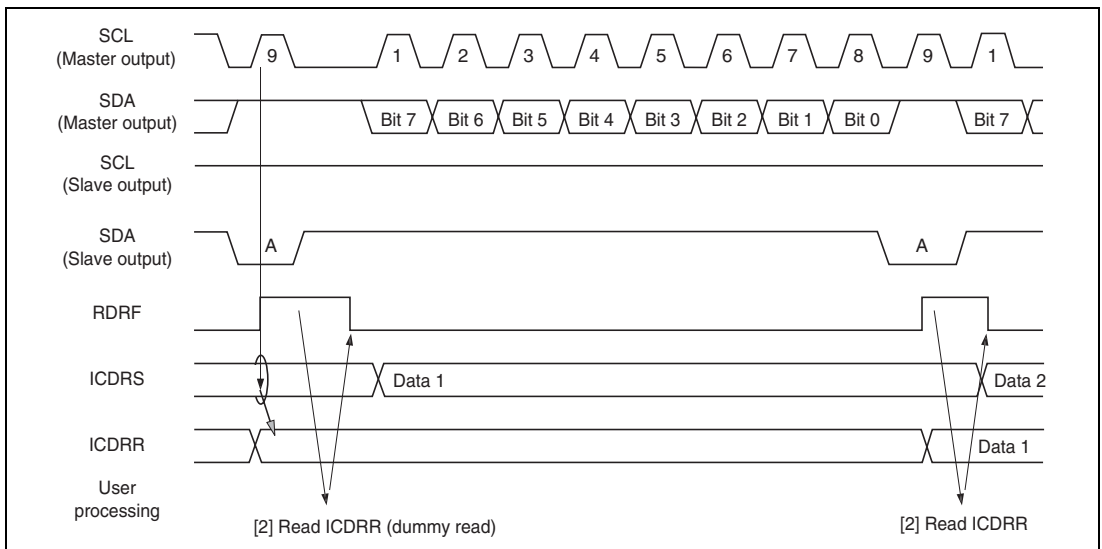 SCL
(Master output)
9 1 2 3 4 5 6 7 8 9 1
SDA
(Master output)
Bit 7 Bit 6 Bit 5 Bit 4 Bit 3 Bit 2 Bit 1 Bit 0 Bit 7
SCL
(Slave output)
SDA
(Slave output)
A A
RDRF
ICDRS
Data 1 Data 2
ICDRR
Data 1
User
processing
[2] Read ICDRR (dummy read) [2] Read ICDRR